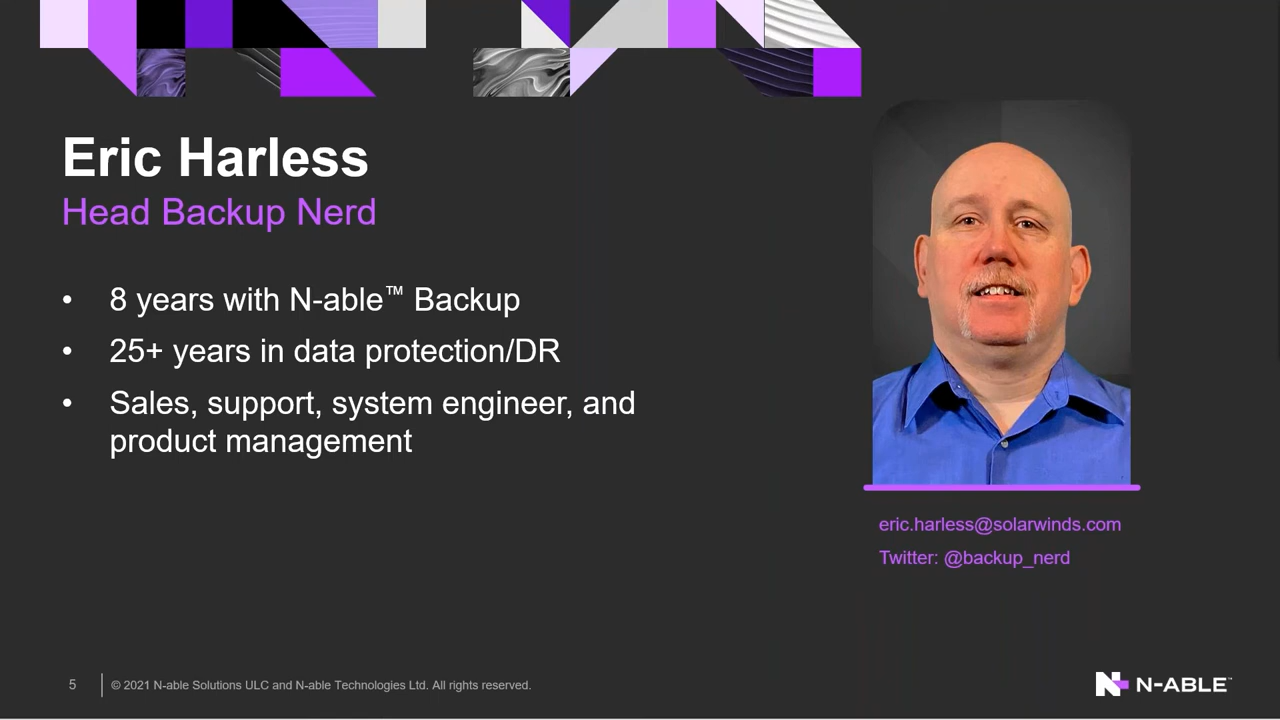 Eric Harless
Head Backup Nerd
• 8 years with N-able™ Backup
• 25+ years in data protection/DR
• Sales, support, system engineer, and
product management
eric.harless@solarwinds.com
Twitter: @backup_nerd
5
© 2021 N-able Solutions ULC and N-able Technologies Ltd. All rights reserved.
N-ABLE™